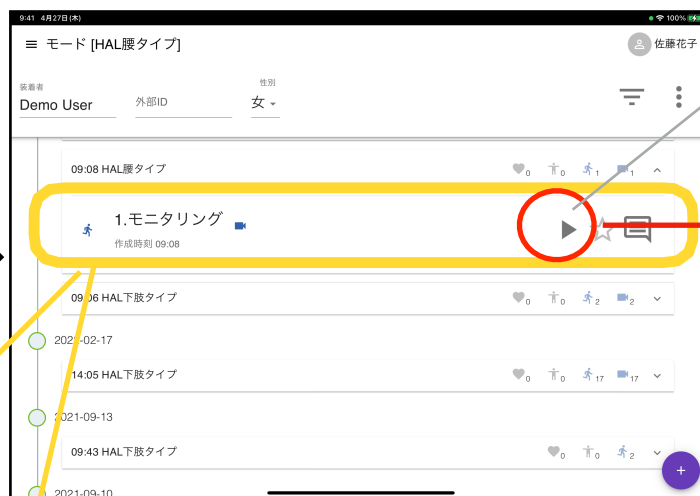 9:41 4月27日(木)
100%
モード [HAL腰タイプ]
佐藤花子
装着者
性別
Demo User
外部ID
女
09:08 HAL腰タイプ
0 0 1 1
1.モニタリング
作成時刻 09:08
09:06 HAL下肢タイプ
0 0 2 2
14:05 HAL下肢タイプ
0 0 17 17
2021-09-13
09:43 HAL下肢タイプ
0 0 2
2021-09-10